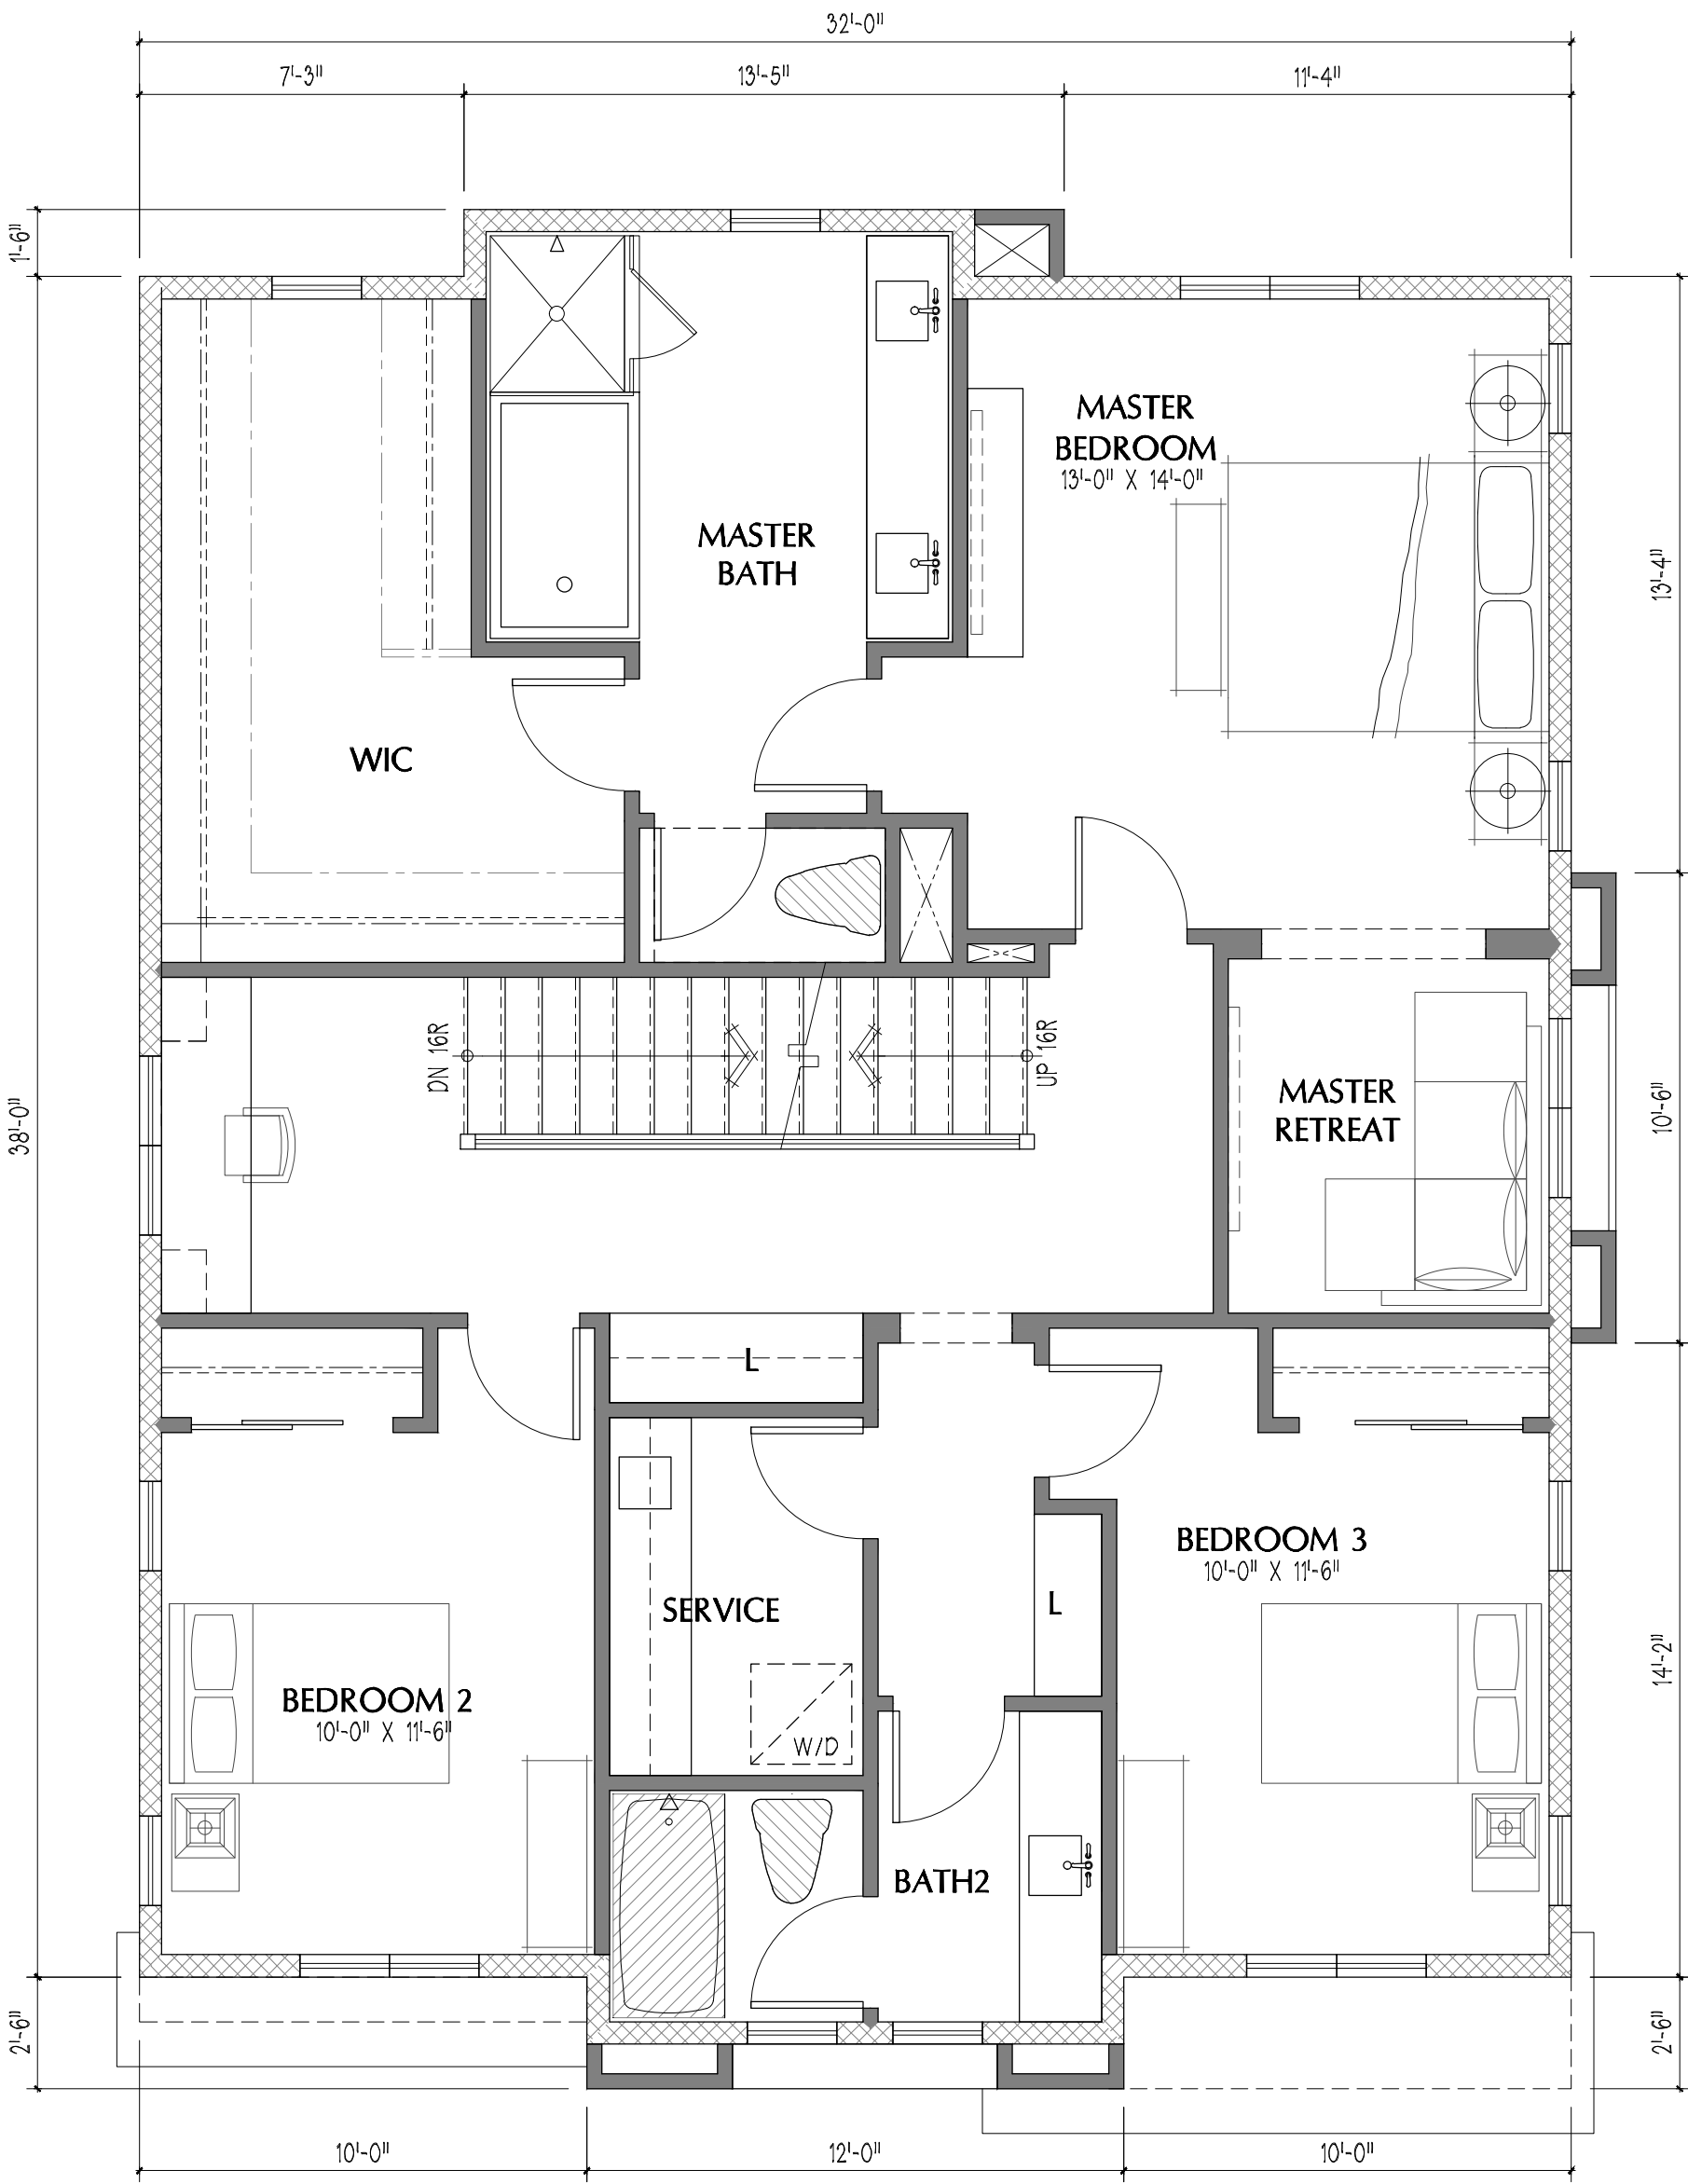 32'-0"
7'-3"
13'-5"
11'-4"
1'-6"
MASTER
BEDROOM
13'-0" X 14'-0"
MASTER
BATH
13'-4"
WIC
DN 16R
UP 16R
38'-0"
MASTER
RETREAT
10'-6"
L
BEDROOM 3
10'-0" X 11'-6"
SERVICE
L
14'-2"
BEDROOM 2
10'-0" X 11'-6"
W/D
BATH2
2'-6"
2'-6"
10'-0"
12'-0"
10'-0"